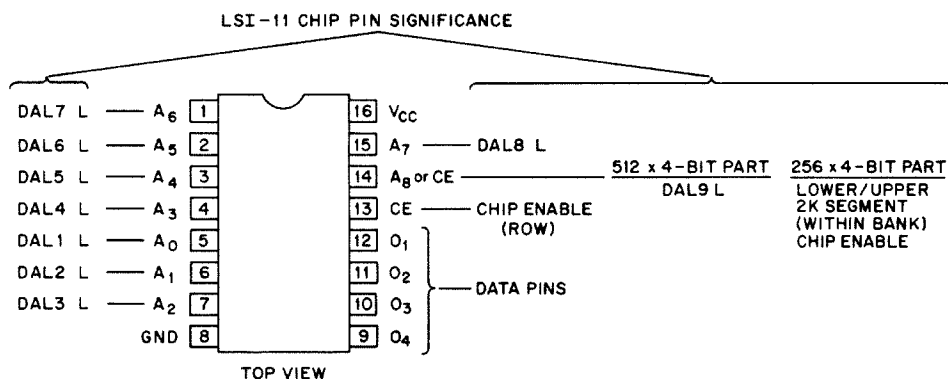 LSI-11 CHIP PIN SIGNIFICANCE
DAL7 L A6 1 16 VCC
DAL6 L A5 2 15 A7 DAL8 L
DAL5 L A4 3 14 A8 or CE 512 x 4-BIT PART 256 x 4-BIT PART
DAL9 L LOWER/UPPER
DAL4 L A3 4 13 CE CHIP ENABLE 2K SEGMENT
(ROW) (WITHIN BANK)
CHIP ENABLE
DAL1 L A0 5 12 O1
DAL2 L A1 6 11 O2 DATA PINS
DAL3 L A2 7 10 O3
GND 8 9 O4
TOP VIEW